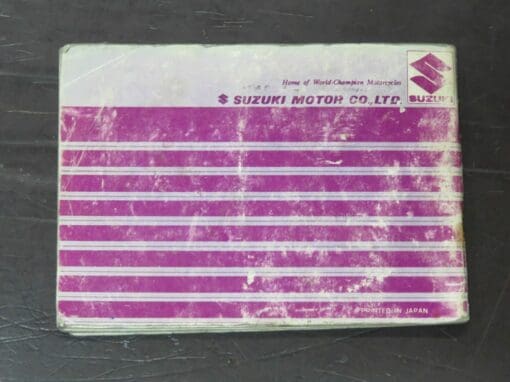 Home of World-Champion Motorcycles
SUZUKI MOTOR CO.,LTD.
SUZUKI
PRINTED IN JAPAN